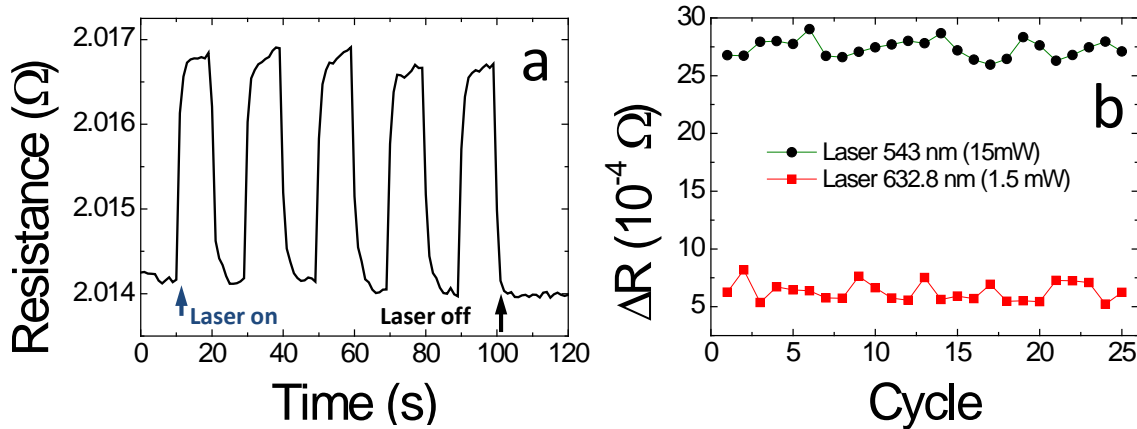 Resistance (Ω)
2.017
2.016
2.015
2.014
a
Laser on
Laser off
0 20 40 60 80 100 120
Time (s)
ΔR (10⁻⁴ Ω)
30
25
20
15
10
5
0
b
Laser 543 nm (15mW)
Laser 632.8 nm (1.5 mW)
0 5 10 15 20 25
Cycle